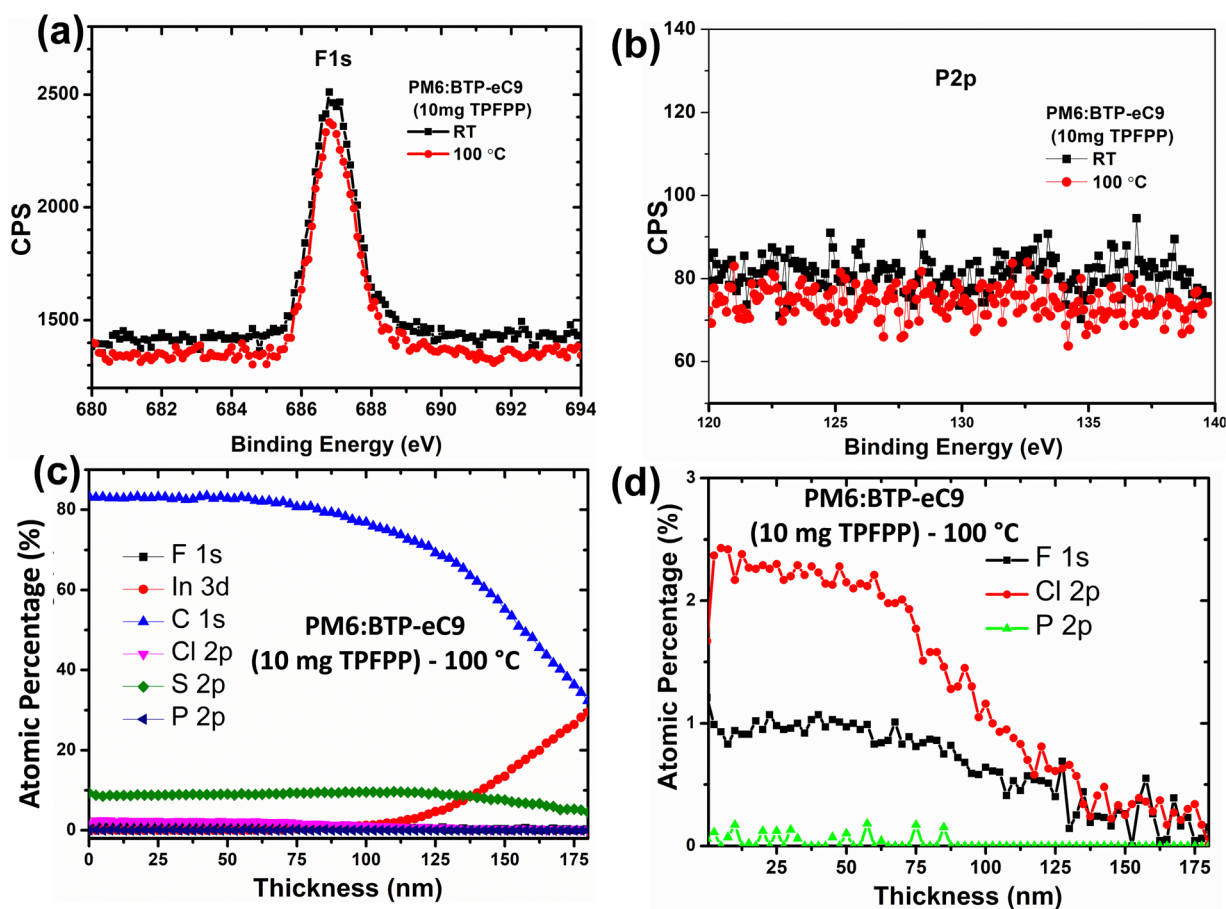 (a)
F1s
PM6:BTP-eC9
(10mg TPFPP)
RT
100 °C
CPS
2500
2000
1500
680 682 684 686 688 690 692 694
Binding Energy (eV)
(b)
P2p
PM6:BTP-eC9
(10mg TPFPP)
RT
100 °C
CPS
140
120
100
80
60
120 125 130 135 140
Binding Energy (eV)
(c)
F 1s
In 3d
C 1s
Cl 2p
S 2p
P 2p
PM6:BTP-eC9
(10 mg TPFPP) - 100 °C
Atomic Percentage (%)
80
60
40
20
0
0 25 50 75 100 125 150 175
Thickness (nm)
(d)
PM6:BTP-eC9
(10 mg TPFPP) - 100 °C
F 1s
Cl 2p
P 2p
Atomic Percentage (%)
3
2
1
0
25 50 75 100 125 150 175
Thickness (nm)